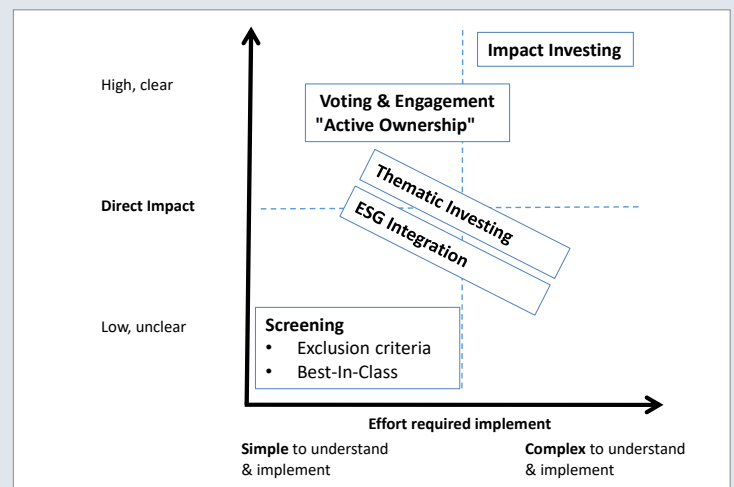 Impact Investing
High, clear
Voting & Engagement
"Active Ownership"
Thematic Investing
Direct Impact
ESG Integration
Low, unclear
Screening
• Exclusion criteria
• Best-In-Class
Effort required implement
Simple to understand
& implement
Complex to understand
& implement